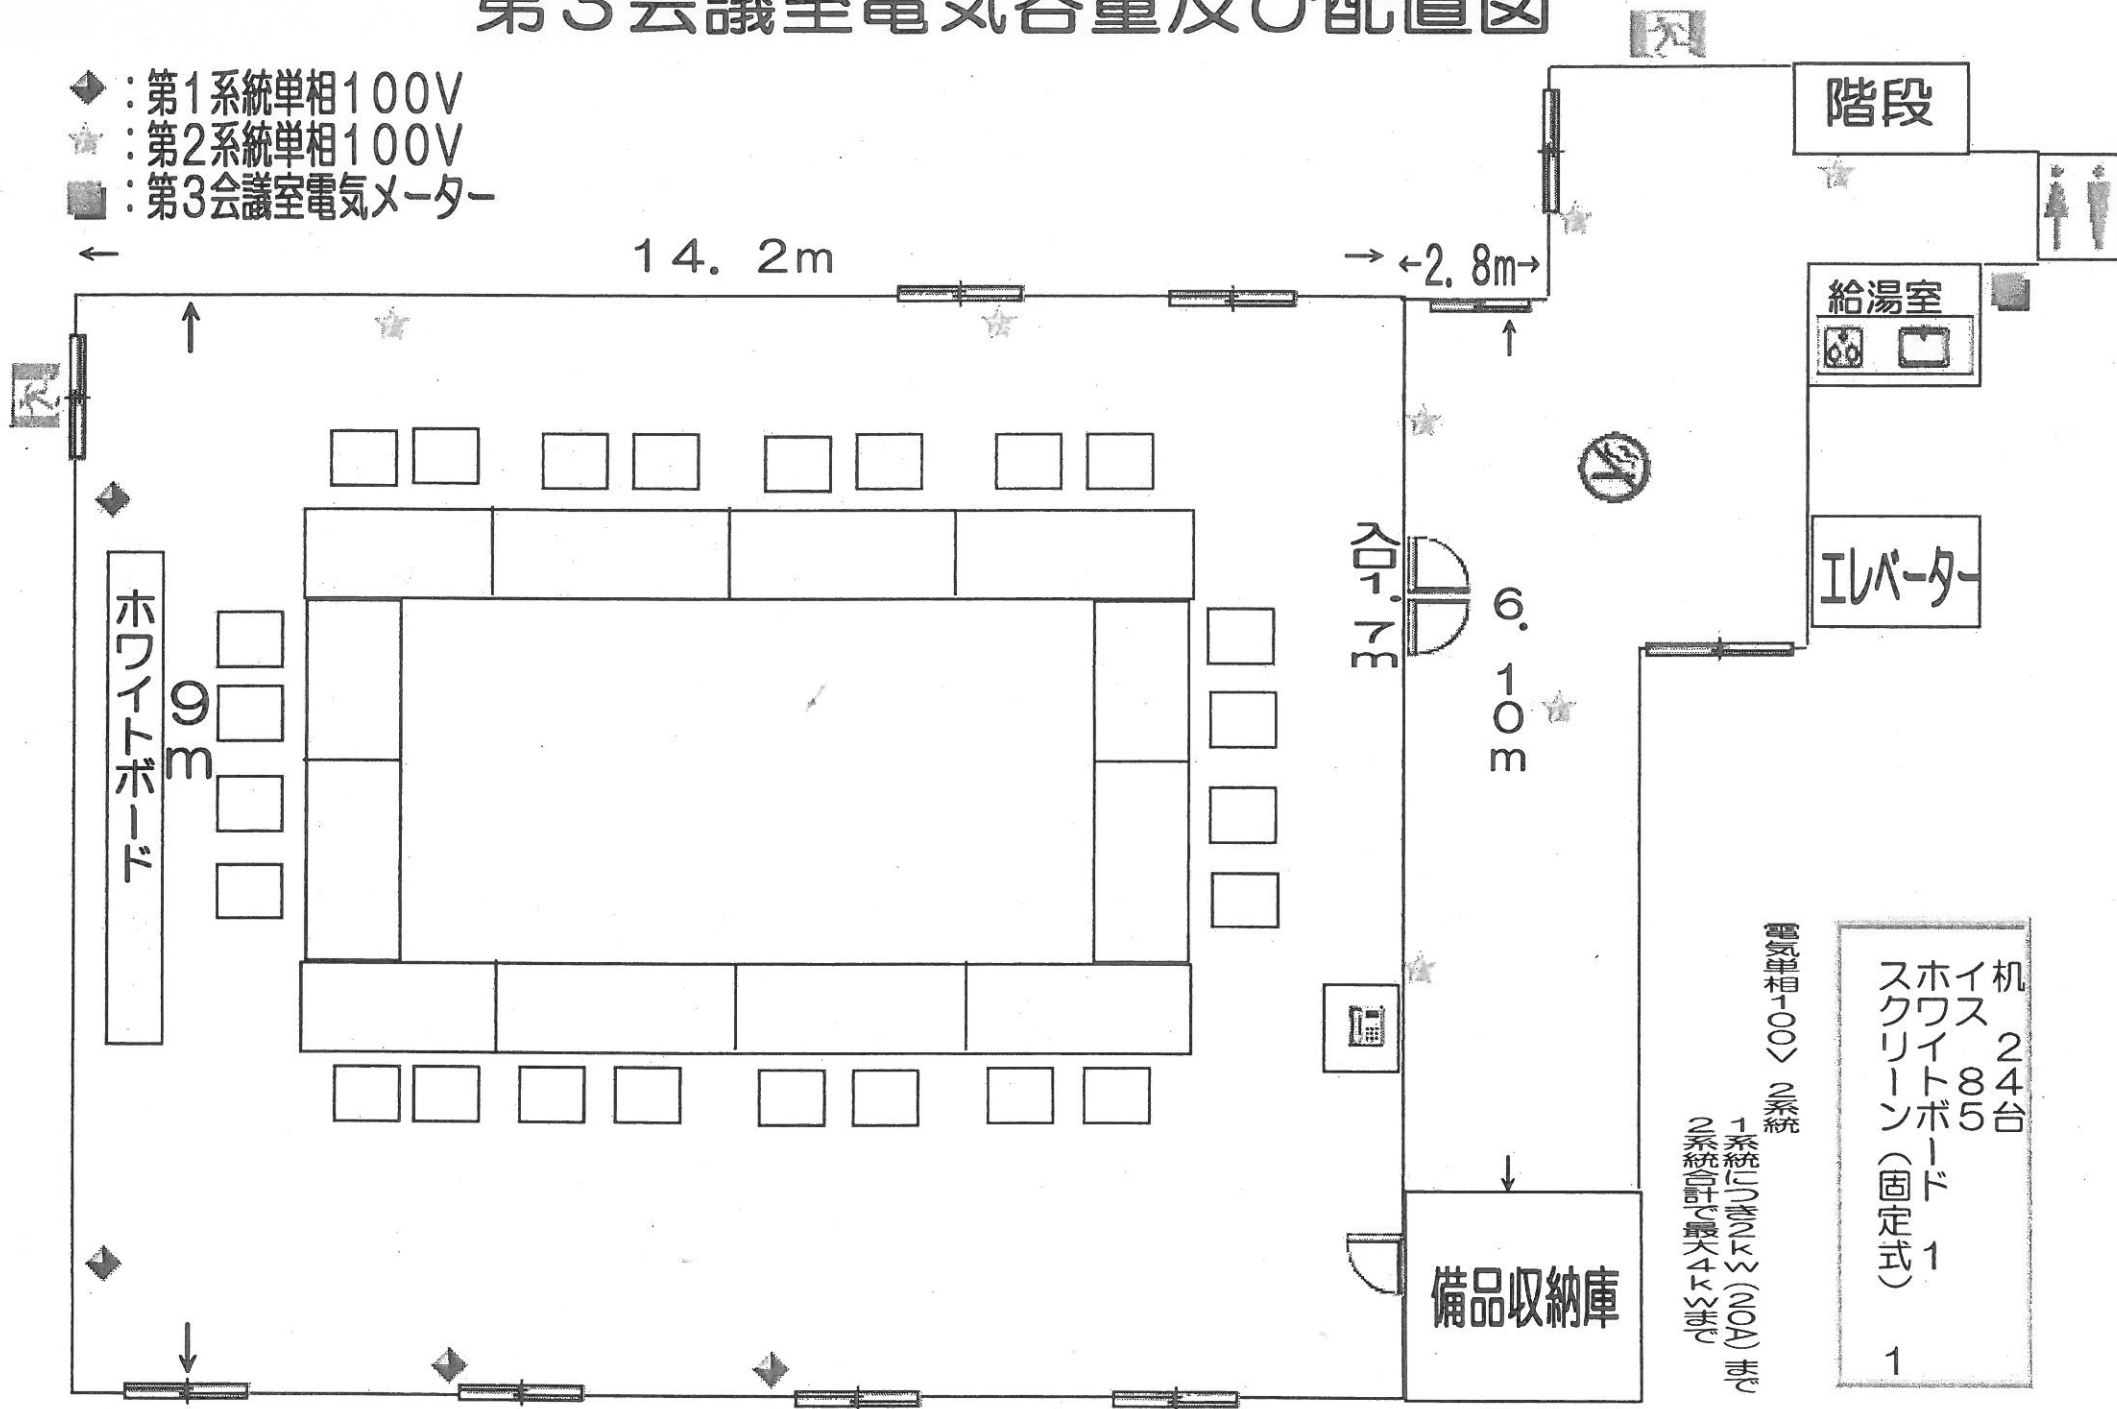 第3会議室電気容量及び配置図
：第1系統単相100V
：第2系統単相100V
：第3会議室電気メーター
階段
← 14．2m →
←2．8m→
給湯室
エレベーター
入口1．7m
6．10m
ホワイトボード
9m
備品収納庫
机　24台
イス　85
ホワイトボード　1
スクリーン（固定式）　1
電気単相100V　2系統
1系統につき2kW（20A）まで
2系統合計で最大4kWまで